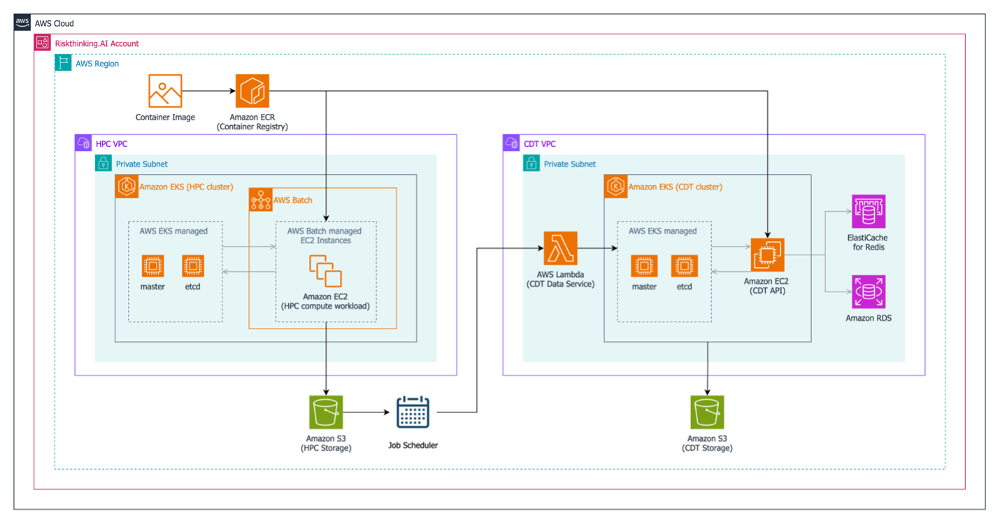 aws
AWS Cloud
Riskthinking.AI Account
AWS Region
Container Image
Amazon ECR
(Container Registry)
HPC VPC
Private Subnet
Amazon EKS (HPC cluster)
AWS Batch
AWS EKS managed
master
etcd
AWS Batch managed
EC2 Instances
Amazon EC2
(HPC compute workload)
Amazon S3
(HPC Storage)
Job Scheduler
CDT VPC
Private Subnet
AWS Lambda
(CDT Data Service)
Amazon EKS (CDT cluster)
AWS EKS managed
master
etcd
Amazon EC2
(CDT API)
ElastiCache
for Redis
Amazon RDS
Amazon S3
(CDT Storage)